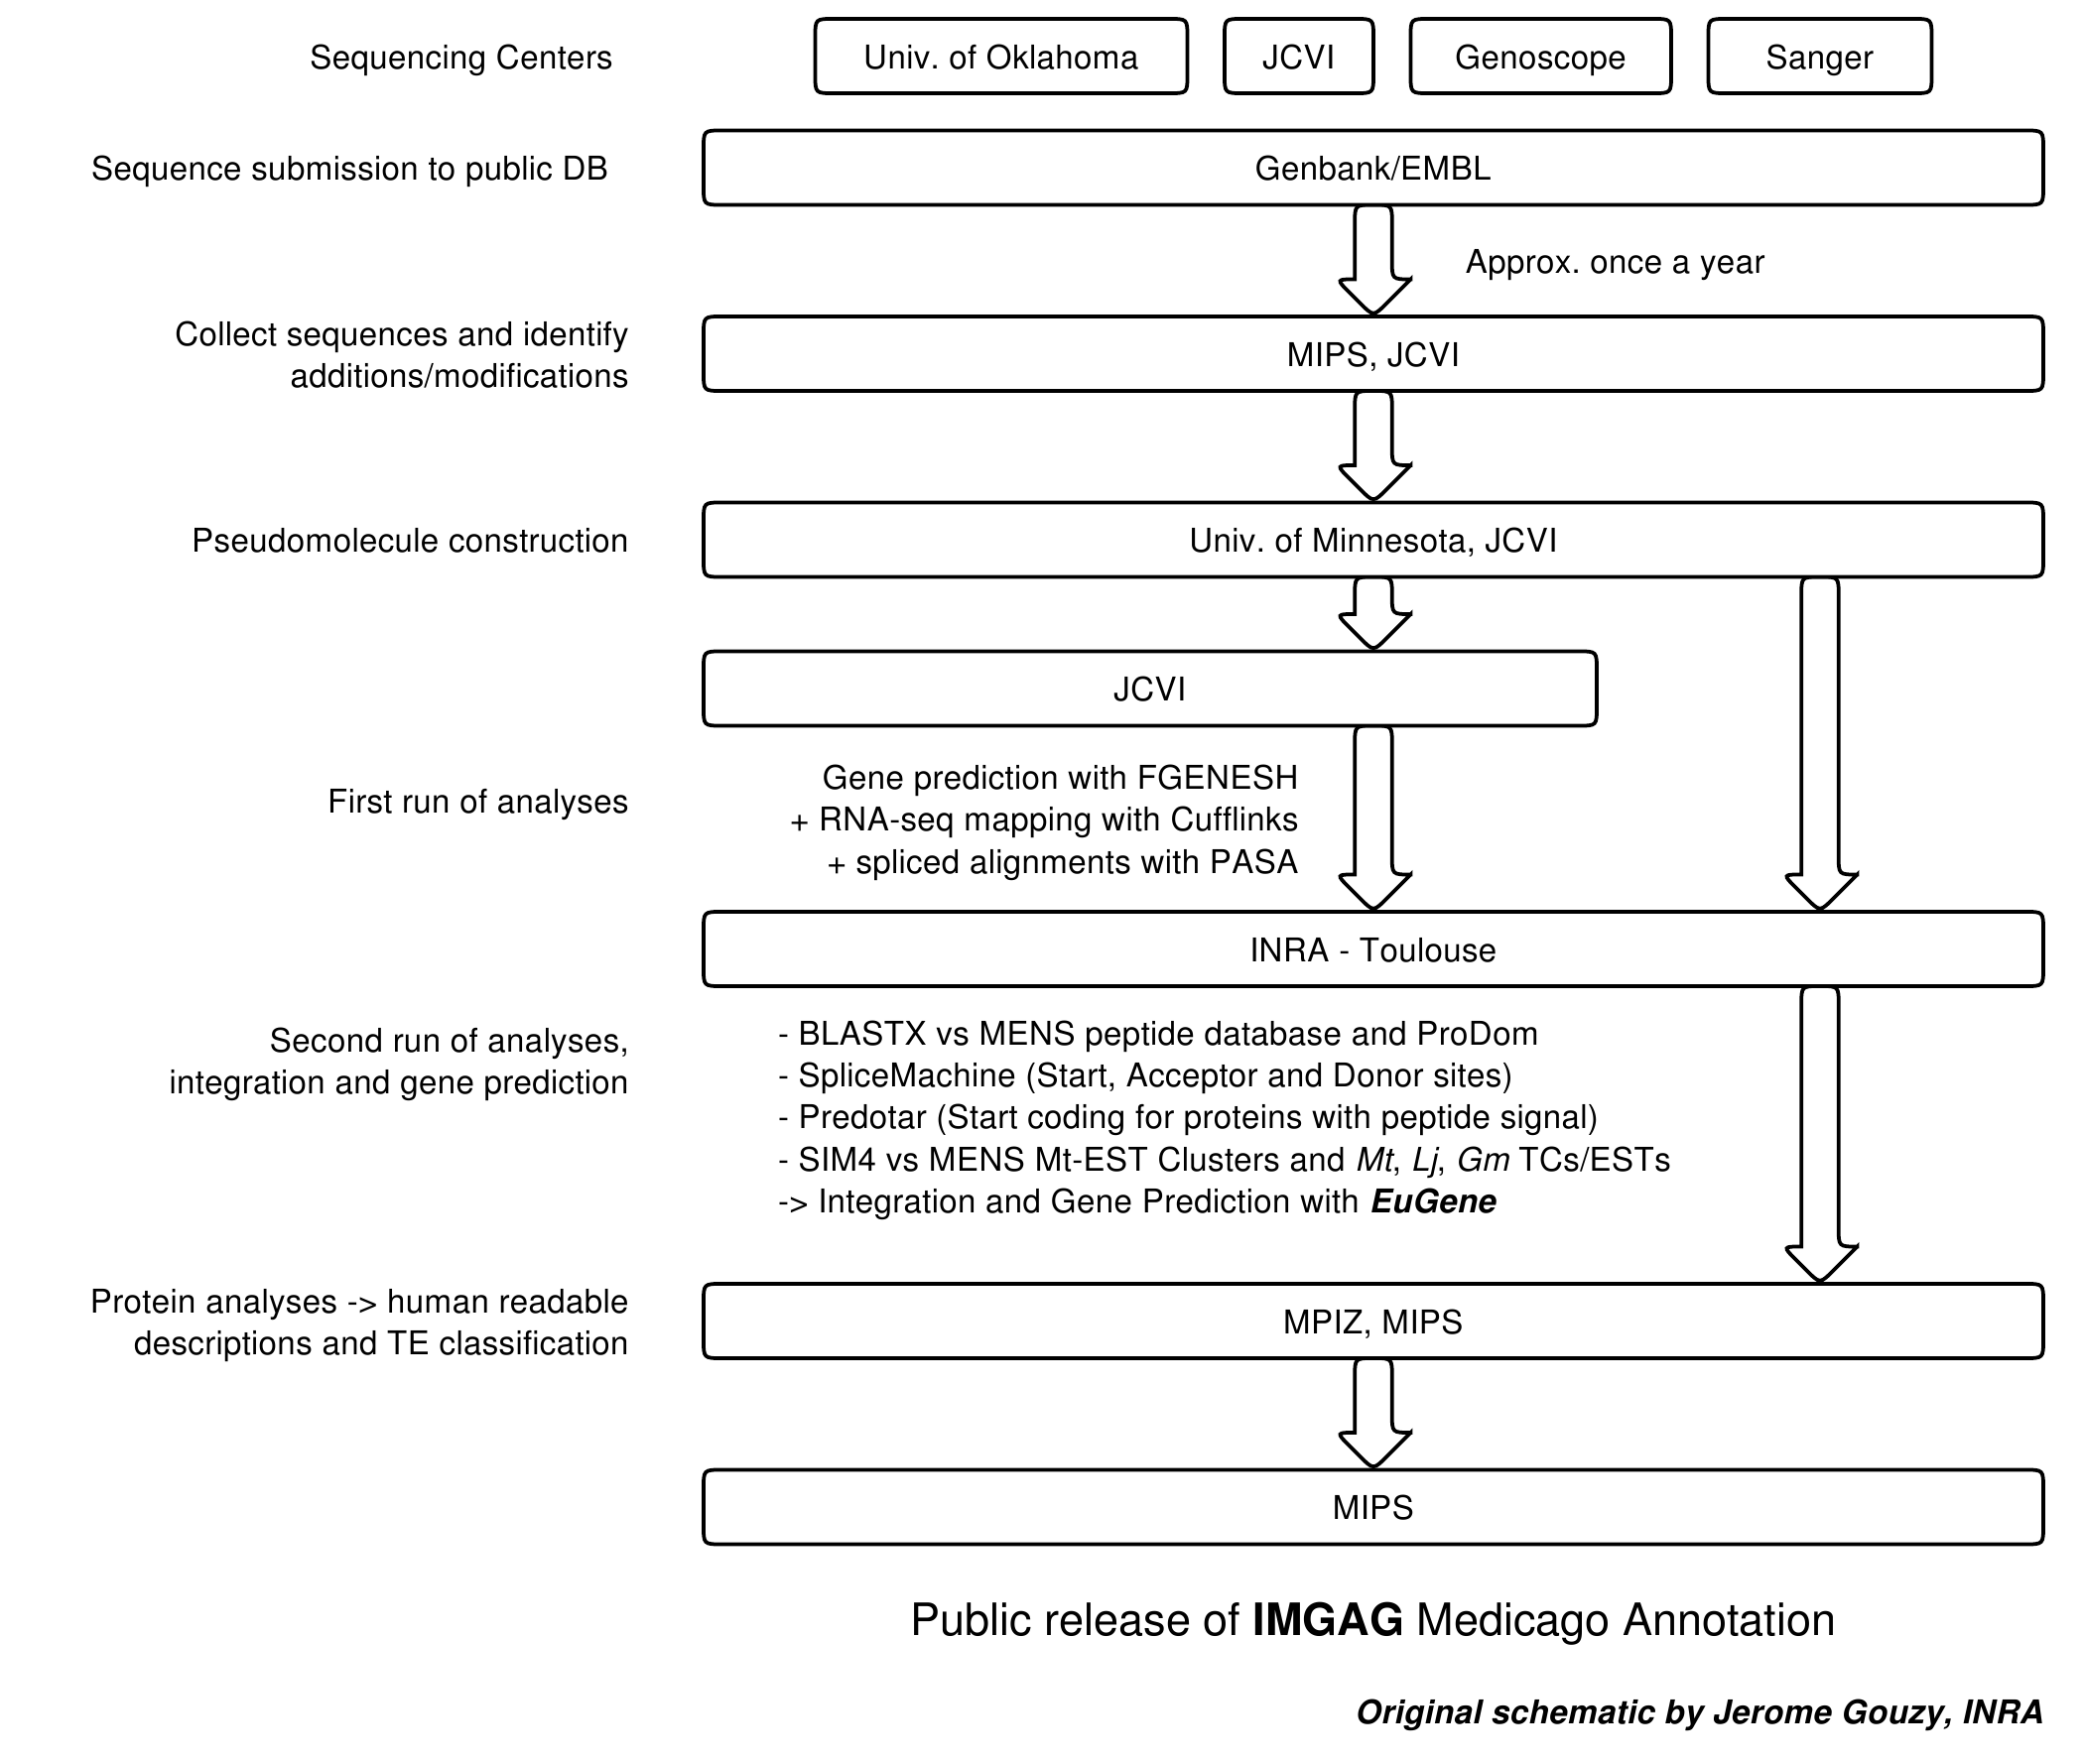 Sequencing Centers
Univ. of Oklahoma
JCVI
Genoscope
Sanger
Sequence submission to public DB
Genbank/EMBL
Approx. once a year
Collect sequences and identify
additions/modifications
MIPS, JCVI
Pseudomolecule construction
Univ. of Minnesota, JCVI
JCVI
First run of analyses
Gene prediction with FGENESH
+ RNA-seq mapping with Cufflinks
+ spliced alignments with PASA
INRA - Toulouse
Second run of analyses,
integration and gene prediction
- BLASTX vs MENS peptide database and ProDom
- SpliceMachine (Start, Acceptor and Donor sites)
- Predotar (Start coding for proteins with peptide signal)
- SIM4 vs MENS Mt-EST Clusters and Mt, Lj, Gm TCs/ESTs
-> Integration and Gene Prediction with EuGene
Protein analyses -> human readable
descriptions and TE classification
MPIZ, MIPS
MIPS
Public release of IMGAG Medicago Annotation
Original schematic by Jerome Gouzy, INRA